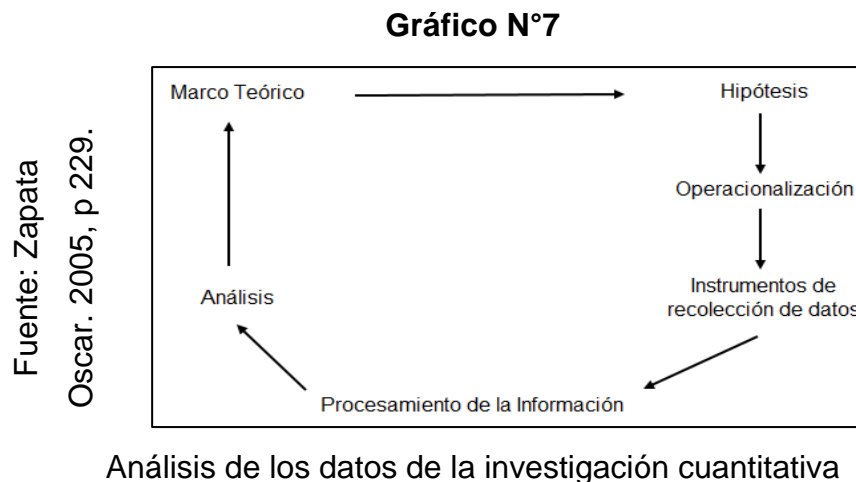 Gráfico N°7
Fuente: Zapata
Oscar. 2005, p 229.
Marco Teórico
Hipótesis
Operacionalización
Instrumentos de
recolección de datos
Procesamiento de la Información
Análisis
Análisis de los datos de la investigación cuantitativa